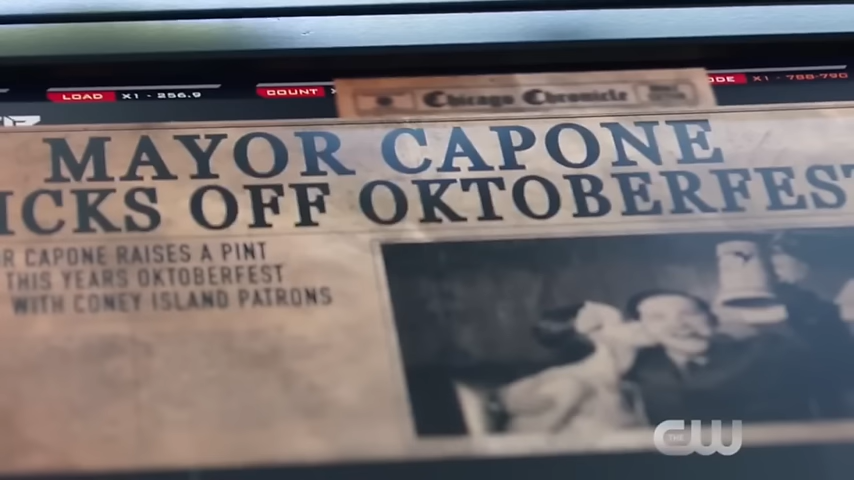 LOAD X1 - 256.9
COUNT
ODE X1 - 788-790
Chicago Chronicle
MAYOR CAPONE
ICKS OFF OKTOBERFEST
R CAPONE RAISES A PINT
THIS YEARS OKTOBERFEST
WITH CONEY ISLAND PATRONS
THE CW